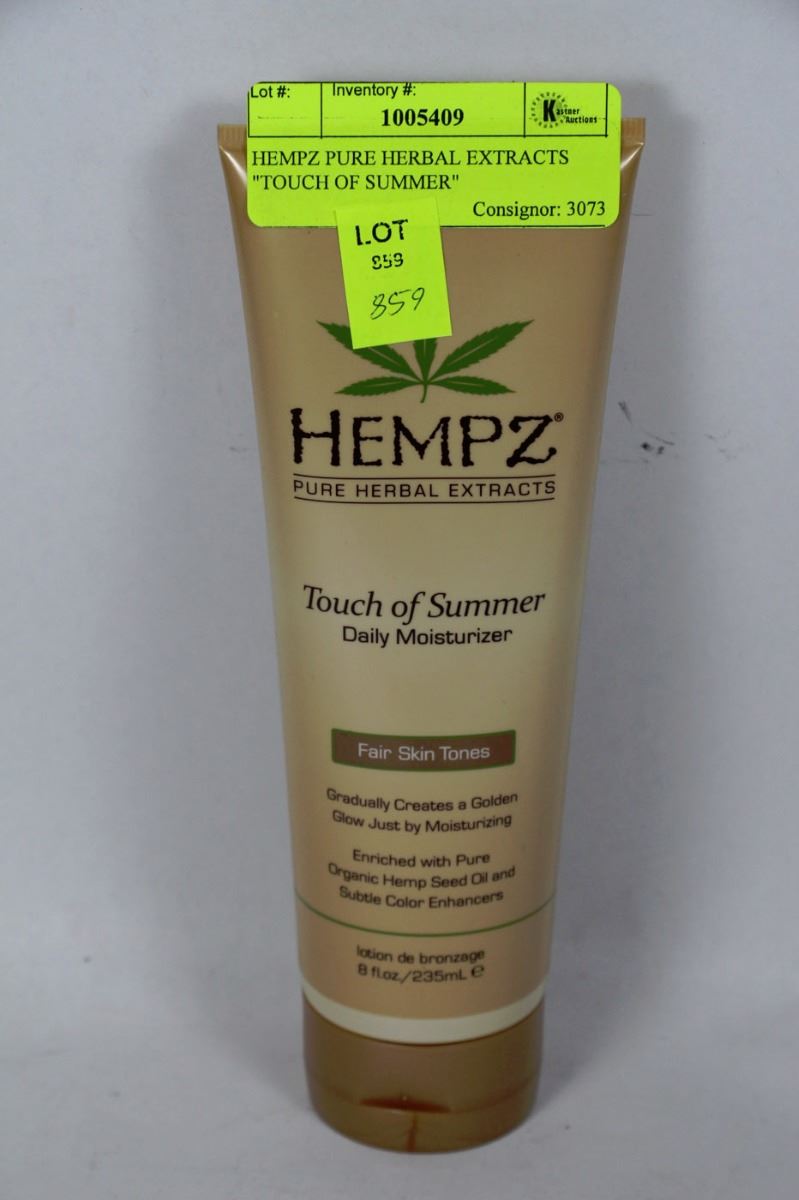 Lot #:
Inventory #:
1005409
Kastner
Auctions
HEMPZ PURE HERBAL EXTRACTS
"TOUCH OF SUMMER"
Consignor: 3073
LOT
859
859
HEMPZ®
PURE HERBAL EXTRACTS
Touch of Summer
Daily Moisturizer
Fair Skin Tones
Gradually Creates a Golden
Glow Just by Moisturizing
Enriched with Pure
Organic Hemp Seed Oil and
Subtle Color Enhancers
lotion de bronzage
8 fl.oz./235mL ℮